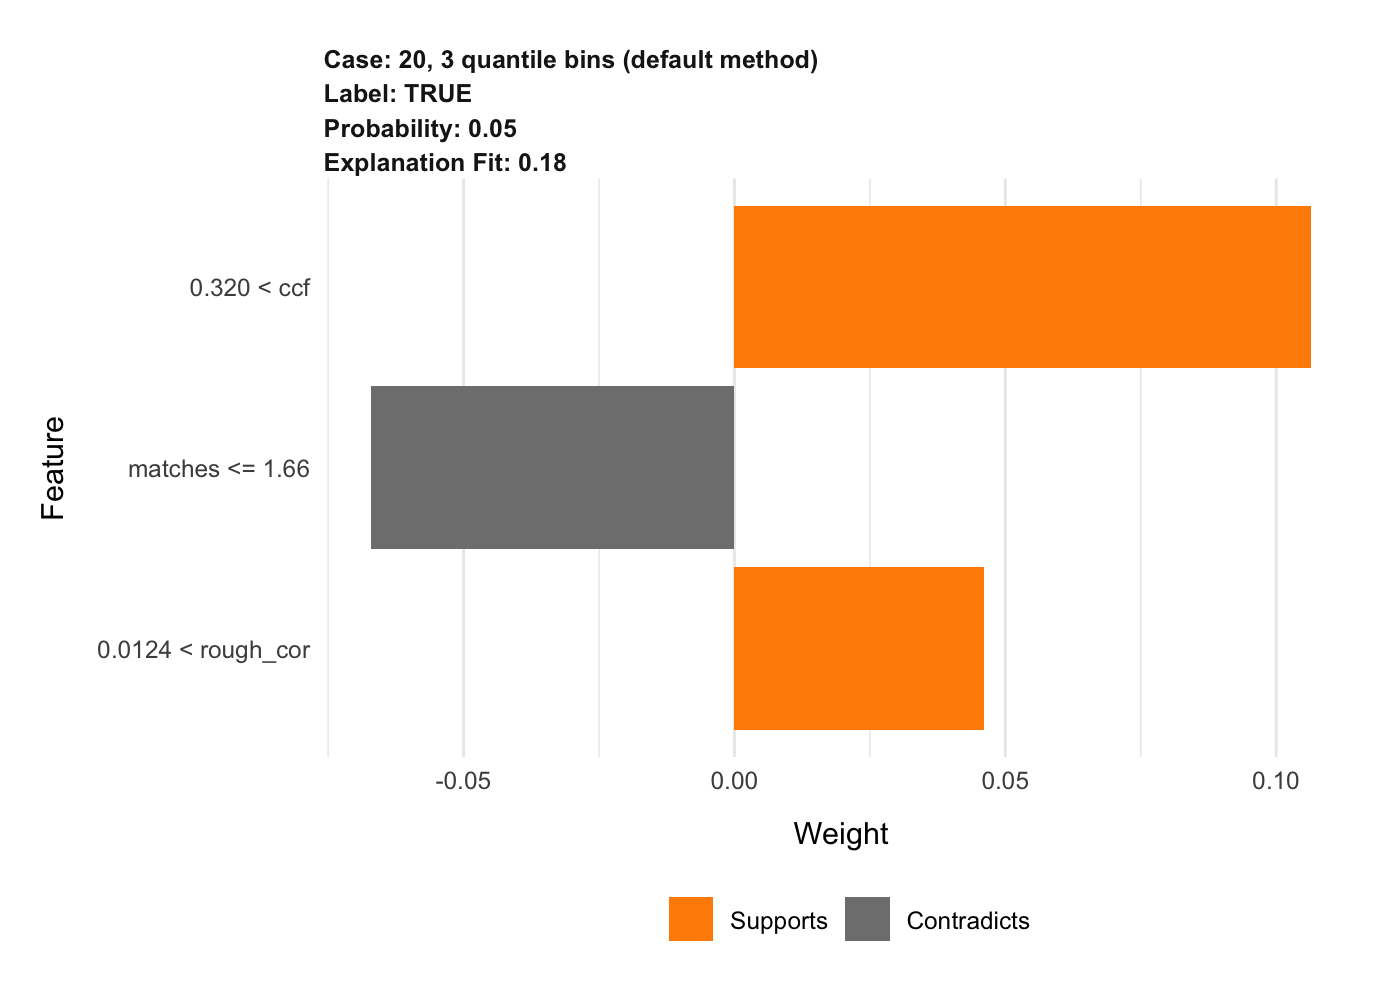 Case: 20, 3 quantile bins (default method)
Label: TRUE
Probability: 0.05
Explanation Fit: 0.18
0.320 < ccf
matches <= 1.66
0.0124 < rough_cor
Feature
-0.05
0.00
0.05
0.10
Weight
Supports
Contradicts